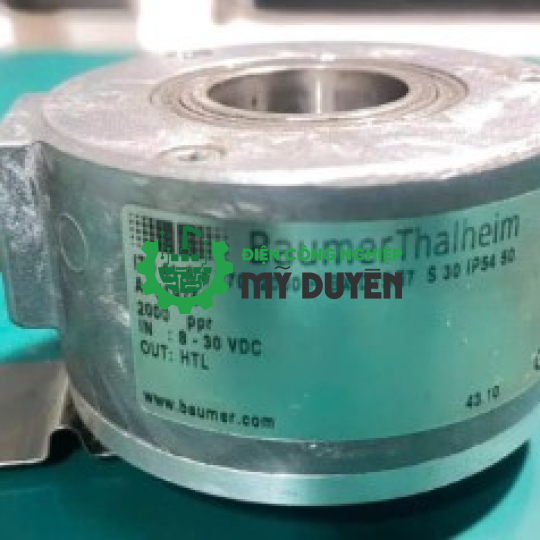 BaumerThalheim
ĐIỆN CÔNG NGHIỆP
MỸ DUYÊN
S 30 IP54 50
2000 ppr
IN : 8 - 30 VDC
OUT: HTL
43.10
www.baumer.com